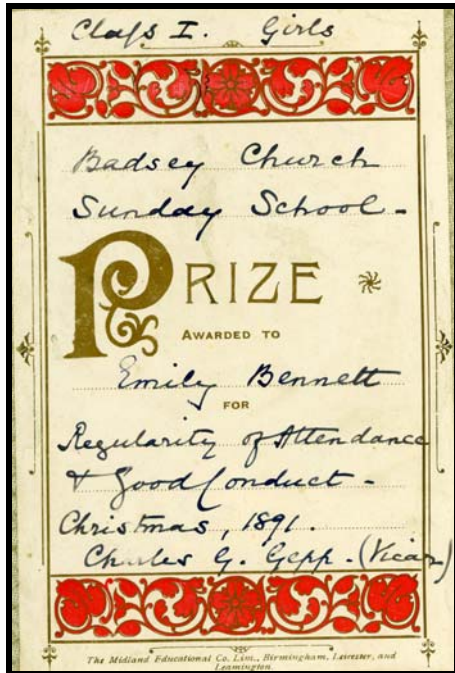 Class I. Girls
Badsey Church
Sunday School -
PRIZE
AWARDED TO
Emily Bennett
FOR
Regularity of Attendance
& Good Conduct -
Christmas, 1891.
Charles G. Gepp - (Vicar)
The Midland Educational Co. Lim., Birmingham, Leicester, and
Leamington.